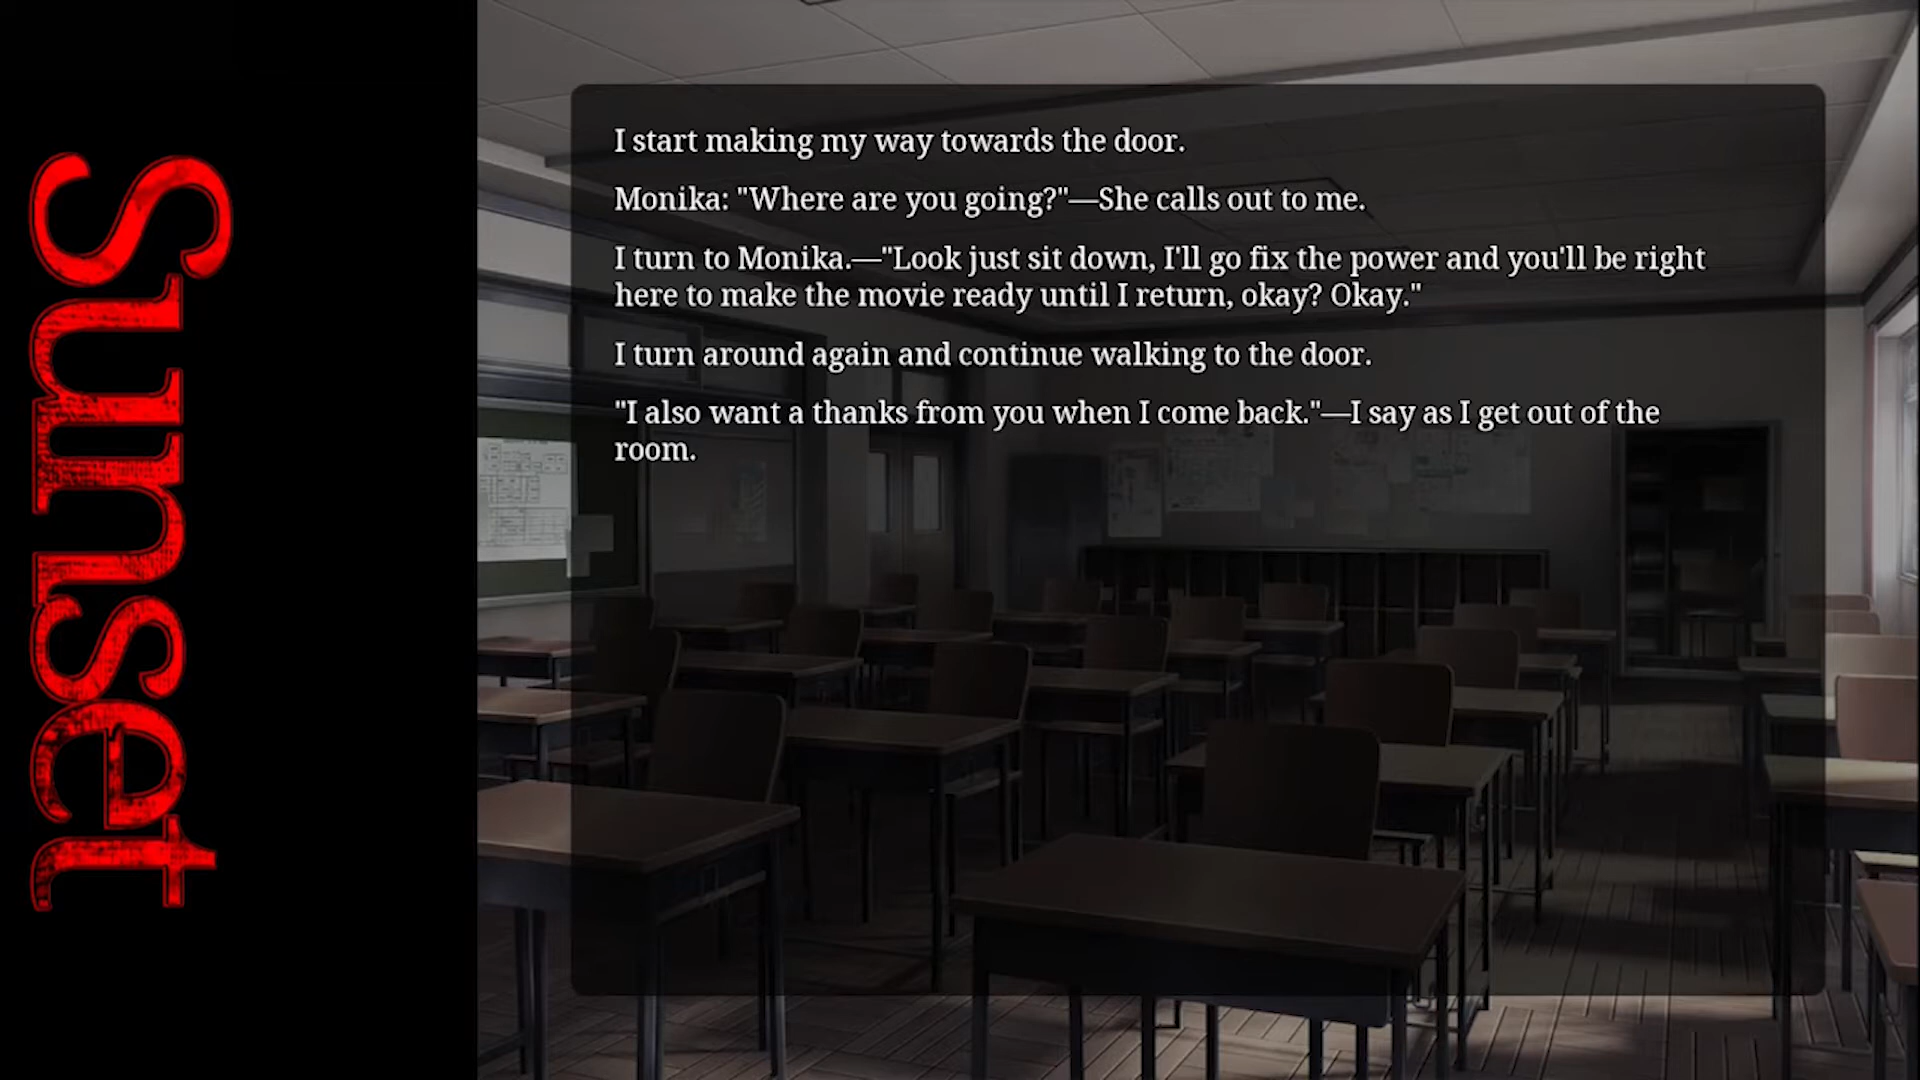 Sunset
I start making my way towards the door.
Monika: "Where are you going?"—She calls out to me.
I turn to Monika.—"Look just sit down, I'll go fix the power and you'll be right
here to make the movie ready until I return, okay? Okay."
I turn around again and continue walking to the door.
"I also want a thanks from you when I come back."—I say as I get out of the
room.